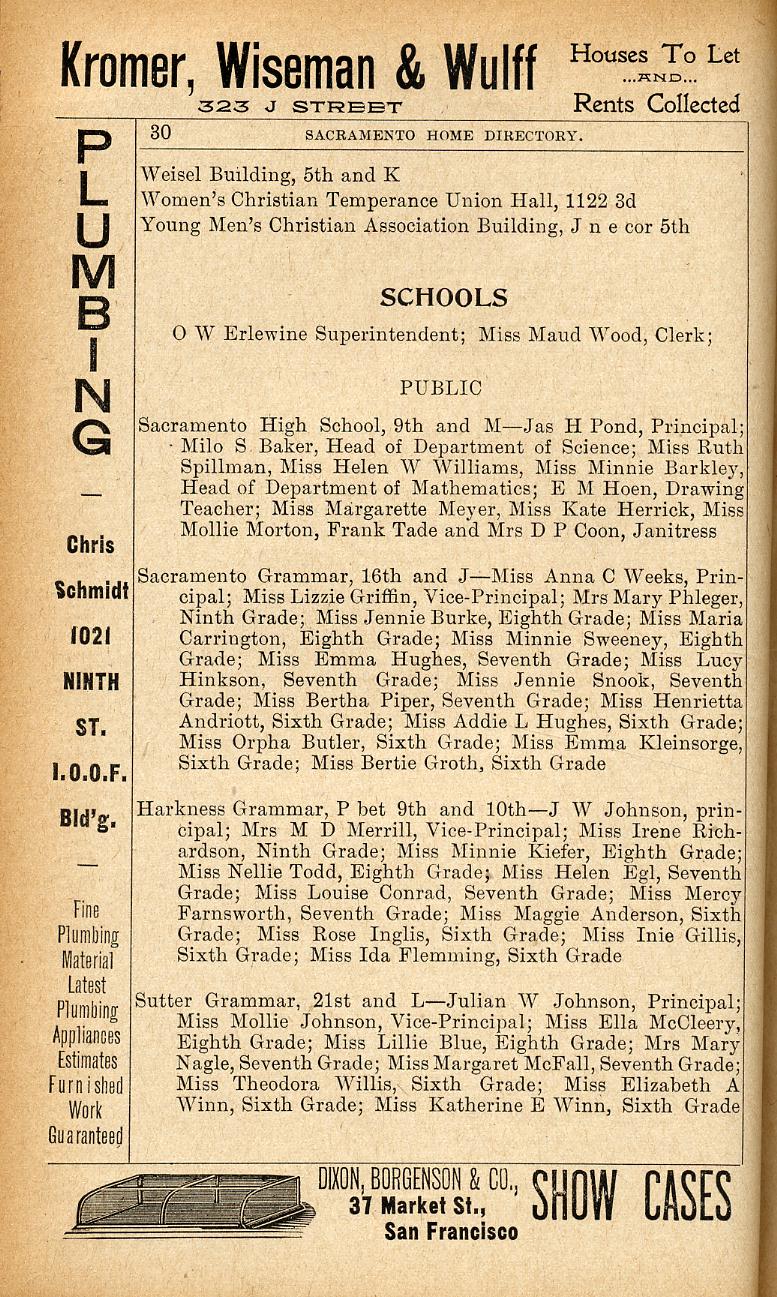 Kromer, Wiseman & Wulff
323 J STREET
Houses To Let
...AND...
Rents Collected
PLUMBING
—
Chris
Schmidt
1021
NINTH
ST.
I.O.O.F.
Bld'g.
—
Fine
Plumbing
Material
Latest
Plumbing
Appliances
Estimates
Furnished
Work
Guaranteed
30 SACRAMENTO HOME DIRECTORY.
Weisel Building, 5th and K
Women's Christian Temperance Union Hall, 1122 3d
Young Men's Christian Association Building, J n e cor 5th
SCHOOLS
O W Erlewine Superintendent; Miss Maud Wood, Clerk;
PUBLIC
Sacramento High School, 9th and M—Jas H Pond, Principal;
Milo S Baker, Head of Department of Science; Miss Ruth
Spillman, Miss Helen W Williams, Miss Minnie Barkley,
Head of Department of Mathematics; E M Hoen, Drawing
Teacher; Miss Margarette Meyer, Miss Kate Herrick, Miss
Mollie Morton, Frank Tade and Mrs D P Coon, Janitress
Sacramento Grammar, 16th and J—Miss Anna C Weeks, Prin-
cipal; Miss Lizzie Griffin, Vice-Principal; Mrs Mary Phleger,
Ninth Grade; Miss Jennie Burke, Eighth Grade; Miss Maria
Carrington, Eighth Grade; Miss Minnie Sweeney, Eighth
Grade; Miss Emma Hughes, Seventh Grade; Miss Lucy
Hinkson, Seventh Grade; Miss Jennie Snook, Seventh
Grade; Miss Bertha Piper, Seventh Grade; Miss Henrietta
Andriott, Sixth Grade; Miss Addie L Hughes, Sixth Grade;
Miss Orpha Butler, Sixth Grade; Miss Emma Kleinsorge,
Sixth Grade; Miss Bertie Groth, Sixth Grade
Harkness Grammar, P bet 9th and 10th—J W Johnson, prin-
cipal; Mrs M D Merrill, Vice-Principal; Miss Irene Rich-
ardson, Ninth Grade; Miss Minnie Kiefer, Eighth Grade;
Miss Nellie Todd, Eighth Grade; Miss Helen Egl, Seventh
Grade; Miss Louise Conrad, Seventh Grade; Miss Mercy
Farnsworth, Seventh Grade; Miss Maggie Anderson, Sixth
Grade; Miss Rose Inglis, Sixth Grade; Miss Inie Gillis,
Sixth Grade; Miss Ida Flemming, Sixth Grade
Sutter Grammar, 21st and L—Julian W Johnson, Principal;
Miss Mollie Johnson, Vice-Principal; Miss Ella McCleery,
Eighth Grade; Miss Lillie Blue, Eighth Grade; Mrs Mary
Nagle, Seventh Grade; Miss Margaret McFall, Seventh Grade;
Miss Theodora Willis, Sixth Grade; Miss Elizabeth A
Winn, Sixth Grade; Miss Katherine E Winn, Sixth Grade
DIXON, BORGENSON & CO.,
37 Market St.,
San Francisco
SHOW CASES